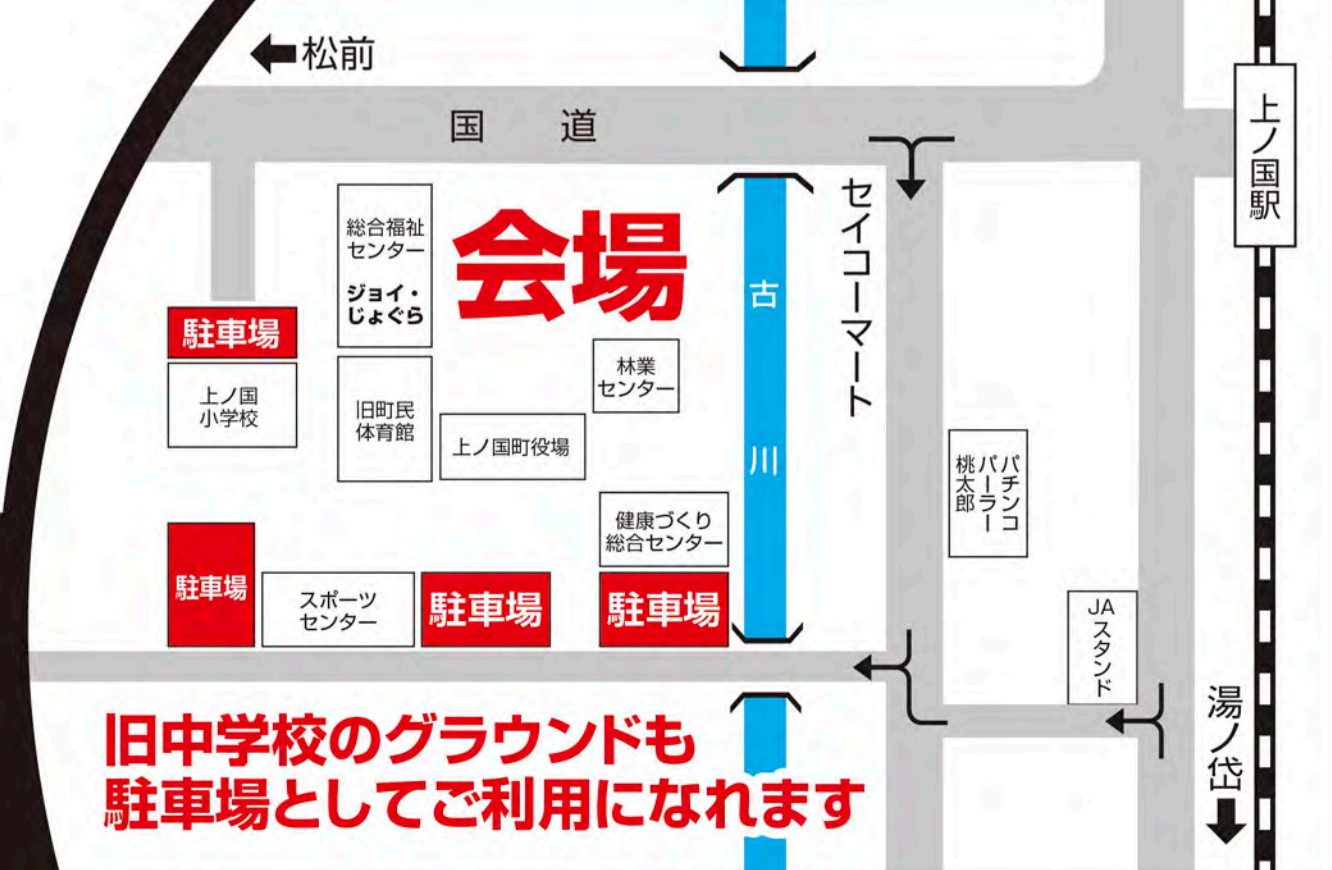 松前
国道
上ノ国駅
総合福祉
センター
ジョイ・
じょぐら
会場
セイコーマート
古川
駐車場
上ノ国
小学校
旧町民
体育館
林業
センター
上ノ国町役場
パチンコ
パーラー
桃太郎
健康づくり
総合センター
駐車場
スポーツ
センター
駐車場
駐車場
JA
スタンド
湯ノ岱
旧中学校のグラウンドも
駐車場としてご利用になれます